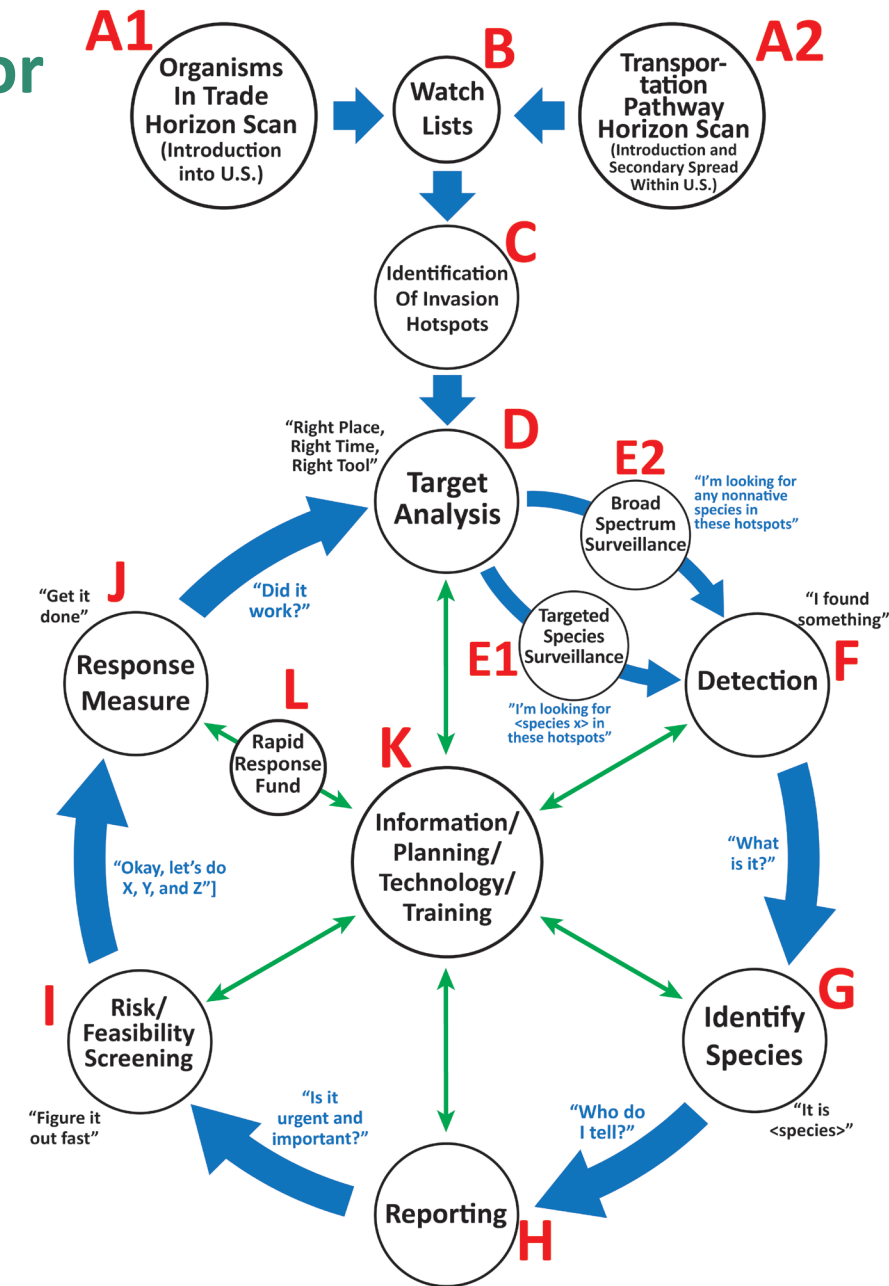 or
A1
Organisms
In Trade
Horizon Scan
(Introduction
into U.S.)
B
Watch
Lists
A2
Transpor-
tation
Pathway
Horizon Scan
(Introduction and
Secondary Spread
Within U.S.)
C
Identification
Of Invasion
Hotspots
“Right Place,
Right Time,
Right Tool”
D
Target
Analysis
E2
Broad
Spectrum
Surveillance
“I’m looking for
any nonnative
species in
these hotspots”
E1
Targeted
Species
Surveillance
”I’m looking for
<species x> in
these hotspots”
“I found
something”
F
Detection
“What
is it?”
G
Identify
Species
“It is
<species>”
“Who do
I tell?”
H
Reporting
“Is it
urgent and
important?”
I
Risk/
Feasibility
Screening
“Figure it
out fast”
“Okay, let’s do
X, Y, and Z”]
J
“Get it
done”
Response
Measure
“Did it
work?”
L
Rapid
Response
Fund
K
Information/
Planning/
Technology/
Training